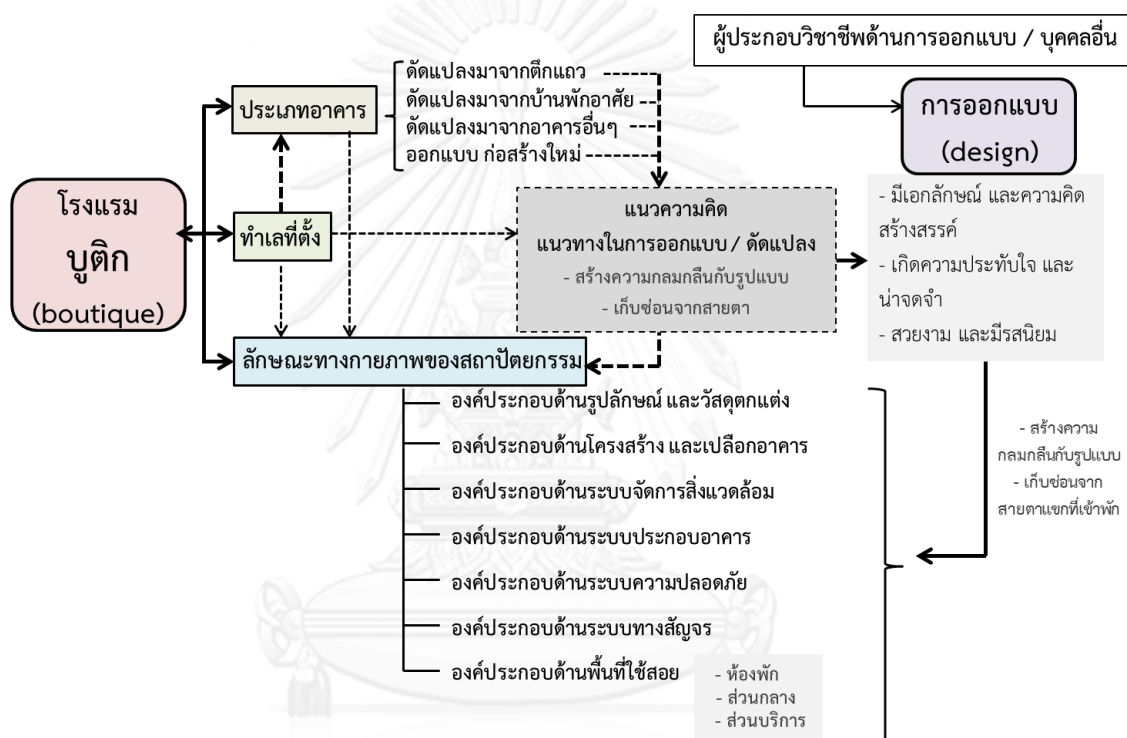 ผู้ประกอบวิชาชีพด้านการออกแบบ / บุคคลอื่น
ประเภทอาคาร
ดัดแปลงมาจากตึกแถว
ดัดแปลงมาจากบ้านพักอาศัย
ดัดแปลงมาจากอาคารอื่นๆ
ออกแบบ ก่อสร้างใหม่
การออกแบบ
(design)
โรงแรม
บูติก
(boutique)
ทำเลที่ตั้ง
แนวความคิด
แนวทางในการออกแบบ / ดัดแปลง
- สร้างความกลมกลืนกับรูปแบบ
- เก็บซ่อนจากสายตา
- มีเอกลักษณ์ และความคิด
สร้างสรรค์
- เกิดความประทับใจ และ
น่าจดจำ
- สวยงาม และมีรสนิยม
ลักษณะทางกายภาพของสถาปัตยกรรม
องค์ประกอบด้านรูปลักษณ์ และวัสดุตกแต่ง
องค์ประกอบด้านโครงสร้าง และเปลือกอาคาร
องค์ประกอบด้านระบบจัดการสิ่งแวดล้อม
องค์ประกอบด้านระบบประกอบอาคาร
องค์ประกอบด้านระบบความปลอดภัย
องค์ประกอบด้านระบบทางสัญจร
องค์ประกอบด้านพื้นที่ใช้สอย
- ห้องพัก
- ส่วนกลาง
- ส่วนบริการ
- สร้างความ
กลมกลืนกับรูปแบบ
- เก็บซ่อนจาก
สายตาแขกที่เข้าพัก